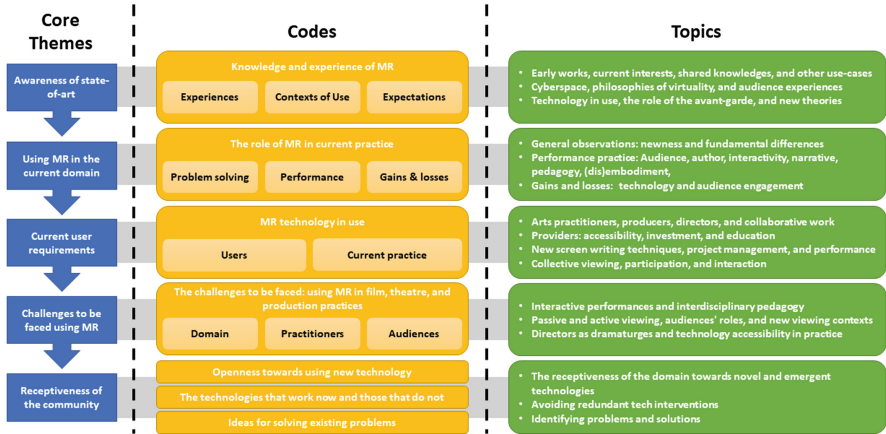 Core
Themes
Codes
Topics
Awareness of state-
of-art
Knowledge and experience of MR
Experiences
Contexts of Use
Expectations
• Early works, current interests, shared knowledges, and other use-cases
• Cyberspace, philosophies of virtuality, and audience experiences
• Technology in use, the role of the avant-garde, and new theories
Using MR in the
current domain
The role of MR in current practice
Problem solving
Performance
Gains & losses
• General observations: newness and fundamental differences
• Performance practice: Audience, author, interactivity, narrative,
pedagogy, (dis)embodiment,
• Gains and losses: technology and audience engagement
Current user
requirements
MR technology in use
Users
Current practice
• Arts practitioners, producers, directors, and collaborative work
• Providers: accessibility, investment, and education
• New screen writing techniques, project management, and performance
• Collective viewing, participation, and interaction
Challenges to be
faced using MR
The challenges to be faced: using MR in film, theatre, and
production practices
Domain
Practitioners
Audiences
• Interactive performances and interdisciplinary pedagogy
• Passive and active viewing, audiences' roles, and new viewing contexts
• Directors as dramaturges and technology accessibility in practice
Receptiveness of
the community
Openness towards using new technology
The technologies that work now and those that do not
Ideas for solving existing problems
• The receptiveness of the domain towards novel and emergent
technologies
• Avoiding redundant tech interventions
• Identifying problems and solutions